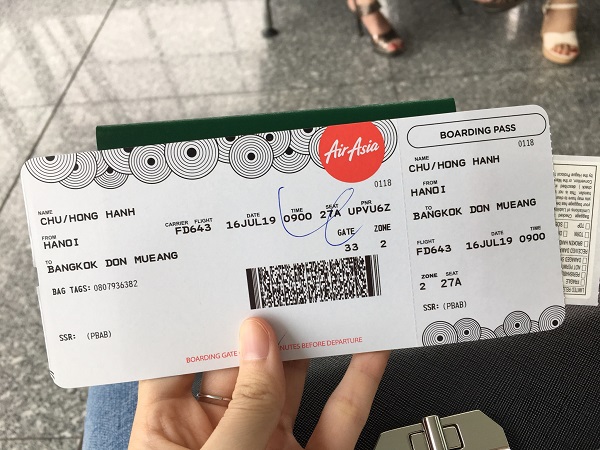 AirAsia
BOARDING PASS
0118
NAME
CHU/HONG HANH
FROM
HANOI
TO
BANGKOK DON MUEANG
BAG TAGS: 0807936382
SSR: (PBAB)
CARRIER FLIGHT DATE TIME SEAT PNR
FD643 16JUL19 0900 27A UPVU6Z
GATE ZONE
33 2
BOARDING GATE MINUTES BEFORE DEPARTURE
0118
NAME
CHU/HONG HANH
FROM
HANOI
TO
BANGKOK DON MUEANG
FLIGHT DATE TIME
FD643 16JUL19 0900
ZONE SEAT
2 27A
SSR: (PBAB)